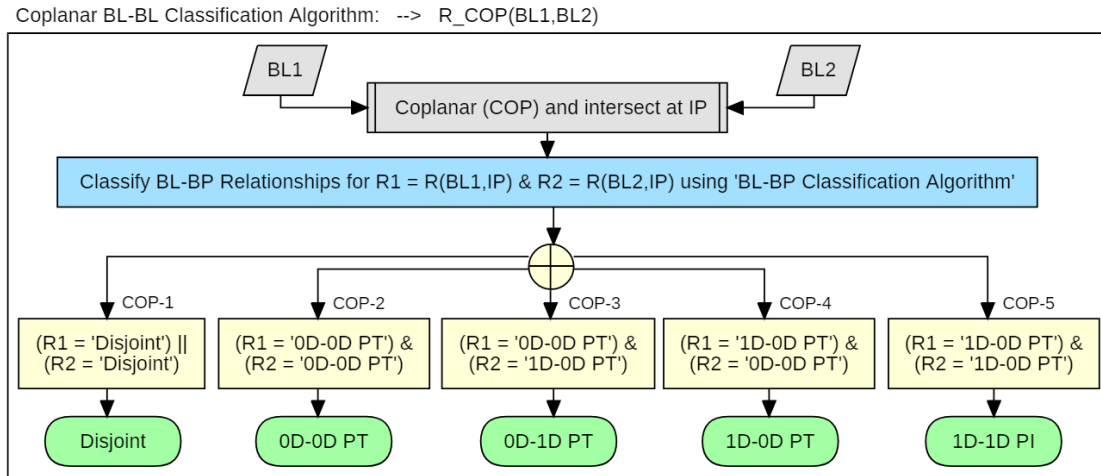 Coplanar BL-BL Classification Algorithm: --> R_COP(BL1,BL2)
BL1
BL2
Coplanar (COP) and intersect at IP
Classify BL-BP Relationships for R1 = R(BL1,IP) & R2 = R(BL2,IP) using 'BL-BP Classification Algorithm'
COP-1
COP-2
COP-3
COP-4
COP-5
(R1 = 'Disjoint') ||
(R2 = 'Disjoint')
(R1 = '0D-0D PT') &
(R2 = '0D-0D PT')
(R1 = '0D-0D PT') &
(R2 = '1D-0D PT')
(R1 = '1D-0D PT') &
(R2 = '0D-0D PT')
(R1 = '1D-0D PT') &
(R2 = '1D-0D PT')
Disjoint
0D-0D PT
0D-1D PT
1D-0D PT
1D-1D PI